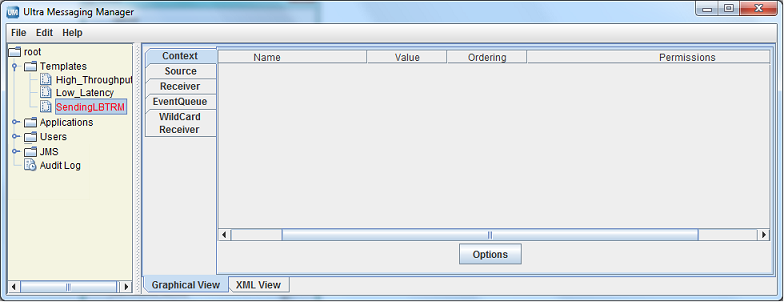 UM Ultra Messaging Manager
File Edit Help
root
Templates
High_Throughput
Low_Latency
SendingLBTRM
Applications
Users
JMS
Audit Log
Context
Source
Receiver
EventQueue
WildCard
Receiver
Name Value Ordering Permissions
Options
Graphical View XML View